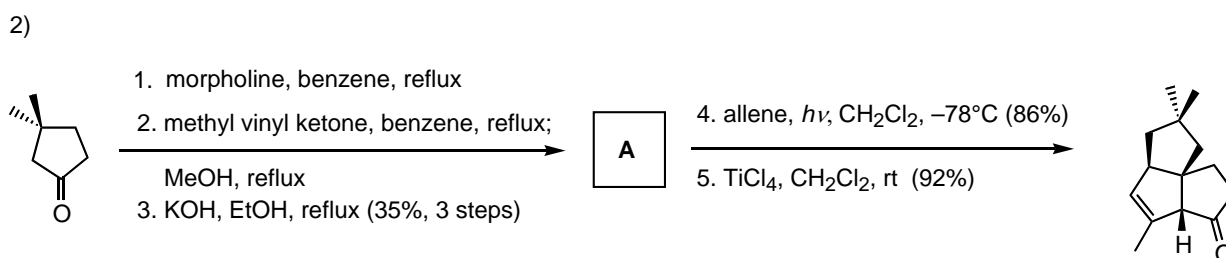 2)
1. morpholine, benzene, reflux
2. methyl vinyl ketone, benzene, reflux;
MeOH, reflux
3. KOH, EtOH, reflux (35%, 3 steps)
O
A
4. allene, hν, CH2Cl2, –78°C (86%)
5. TiCl4, CH2Cl2, rt (92%)
H
O